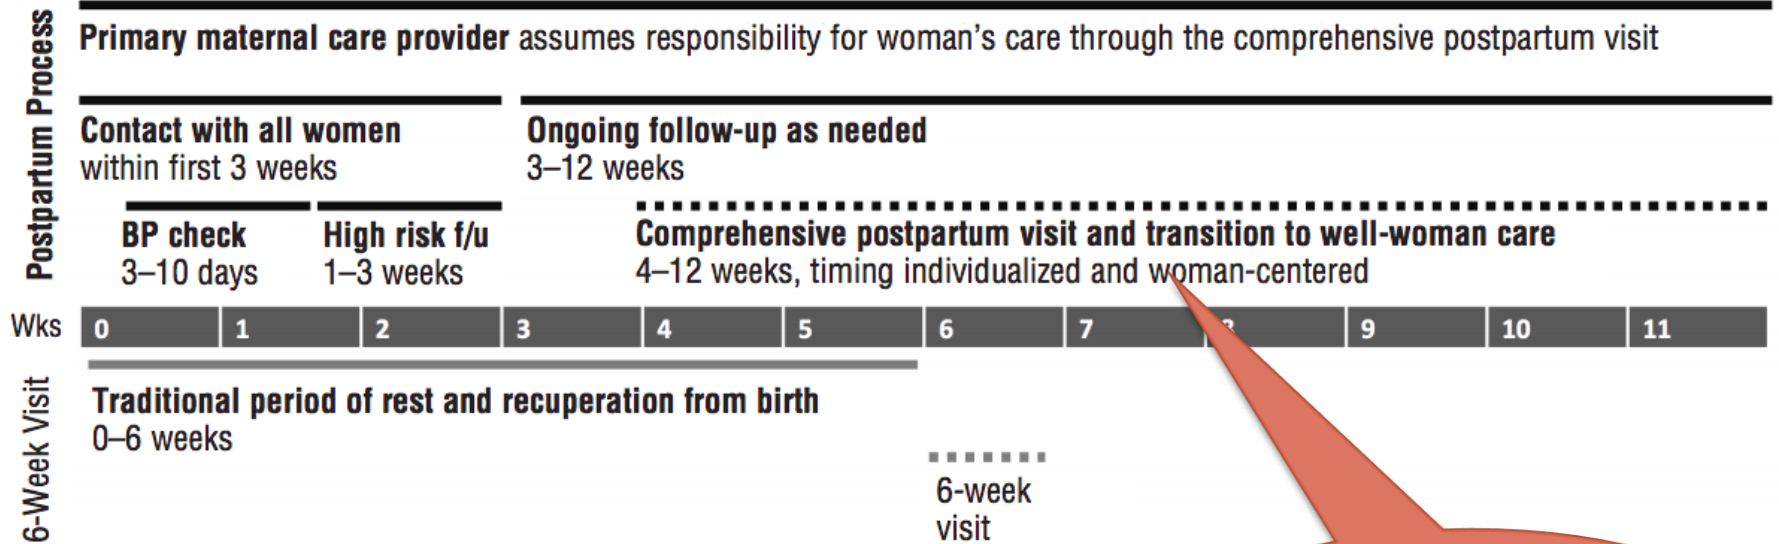 Postpartum Process
Primary maternal care provider assumes responsibility for woman's care through the comprehensive postpartum visit
Contact with all women
within first 3 weeks
Ongoing follow-up as needed
3–12 weeks
BP check
3–10 days
High risk f/u
1–3 weeks
Comprehensive postpartum visit and transition to well-woman care
4–12 weeks, timing individualized and woman-centered
Wks 0 1 2 3 4 5 6 7 8 9 10 11
6-Week Visit
Traditional period of rest and recuperation from birth
0–6 weeks
6-week
visit